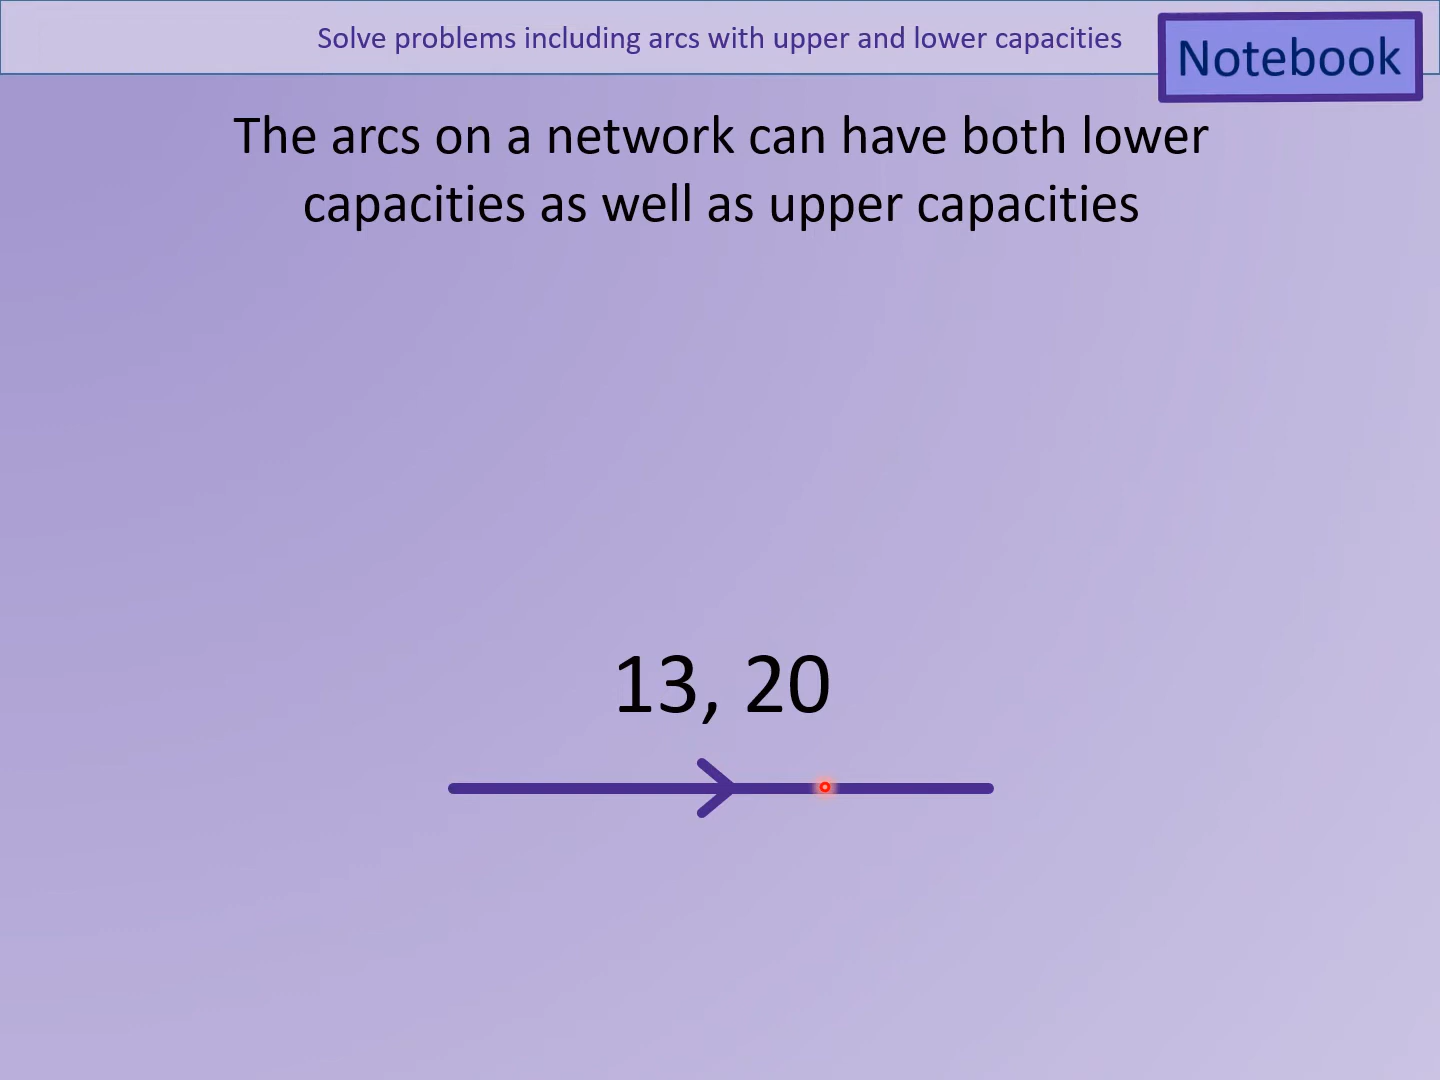 Solve problems including arcs with upper and lower capacities
Notebook
The arcs on a network can have both lower
capacities as well as upper capacities
13, 20